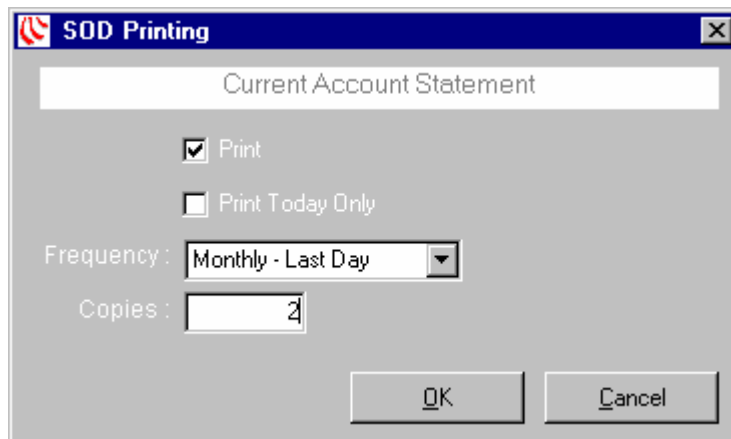 SOD Printing
Current Account Statement
Print
Print Today Only
Frequency : Monthly - Last Day
Copies : 2
OK Cancel